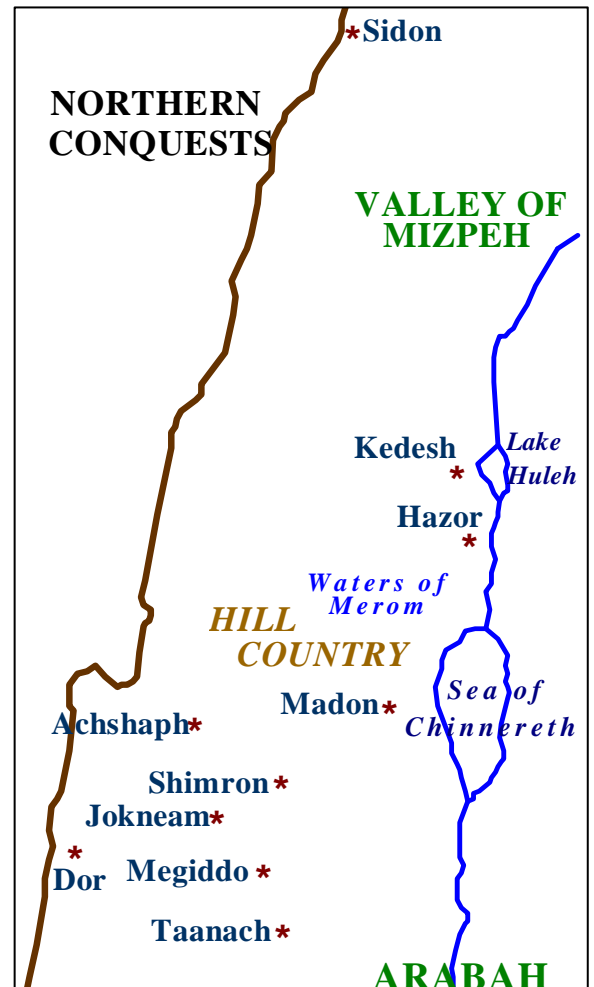 Sidon
NORTHERN
CONQUESTS
VALLEY OF
MIZPEH
Kedesh
Lake
Huleh
Hazor
Waters of
Merom
HILL
COUNTRY
Sea of
Chinnereth
Madon
Achshaph
Shimron
Jokneam
Dor
Megiddo
Taanach
ARABAH